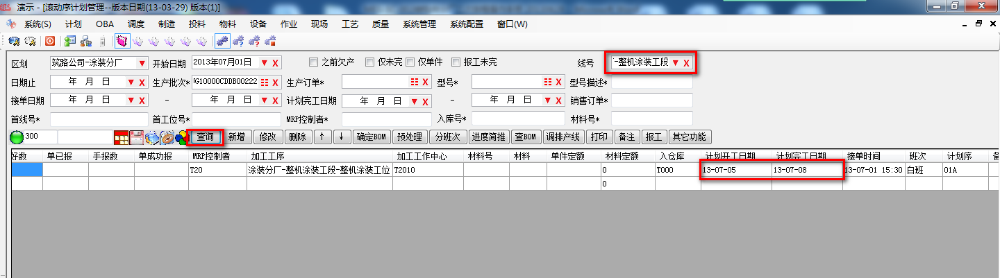 演示 - [滚动序计划管理--版本日期(13-03-29) 版本(1)]
系统(S) 计划 OBA 调度 制造 投料 物料 设备 作业 现场 工艺 质量 系统管理 系统配置 窗口(W)
区划 筑路公司-涂装分厂 开始日期 2013年07月01日 之前欠产 仅未完 仅单件 报工未完 线号 -整机涂装工段
日期止 年 月 日 生产批次* G10000CDDB00222 生产订单* 型号* 型号描述*
接单日期 年 月 日 - 年 月 日 计划完工日期 年 月 日 - 年 月 日 销售订单*
首线号* 首工位号* MRP控制者* 入库号* 材料号*
300 查询 新增 修改 删除 ↑ ↓ 确定BOM 预处理 分班次 进度简推 查BOM 调排产线 打印 备注 报工 其它功能
好数 单已报 手报数 单成功报 MRP控制者 加工工序 加工工作中心 材料号 材料 单件定额 材料定额 入仓库 计划开工日期 计划完工日期 接单时间 班次 计划序
T20 涂装分厂-整机涂装工段-整机涂装工位 T2010 0 T000 13-07-05 13-07-08 13-07-01 15:30 白班 01A
0